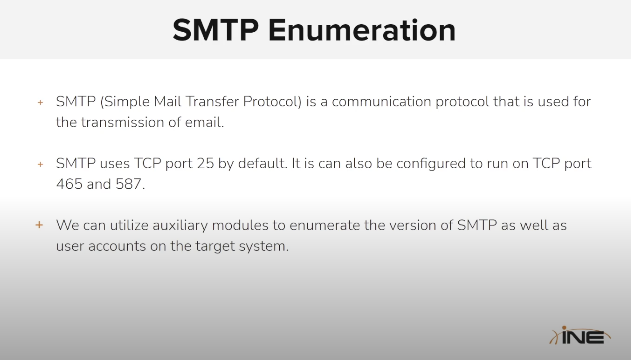 SMTP Enumeration
+ SMTP (Simple Mail Transfer Protocol) is a communication protocol that is used for
the transmission of email.
+ SMTP uses TCP port 25 by default. It is can also be configured to run on TCP port
465 and 587.
+ We can utilize auxiliary modules to enumerate the version of SMTP as well as
user accounts on the target system.
INE